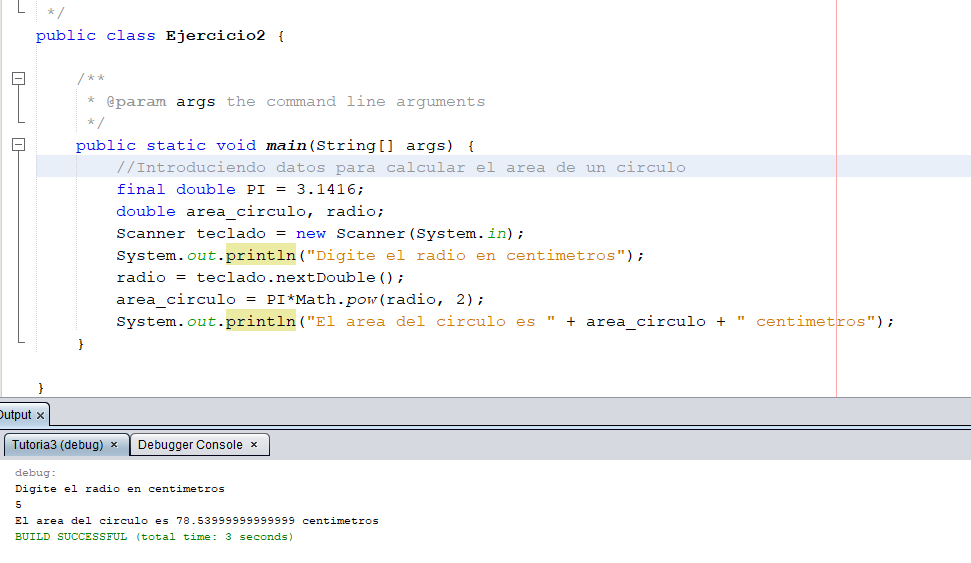 */
public class Ejercicio2 {
/**
* @param args the command line arguments
*/
public static void main(String[] args) {
//Introduciendo datos para calcular el area de un circulo
final double PI = 3.1416;
double area_circulo, radio;
Scanner teclado = new Scanner(System.in);
System.out.println("Digite el radio en centimetros");
radio = teclado.nextDouble();
area_circulo = PI*Math.pow(radio, 2);
System.out.println("El area del circulo es " + area_circulo + " centimetros");
}
}
Output ×
Tutoria3 (debug) × Debugger Console ×
debug:
Digite el radio en centimetros
5
El area del circulo es 78.53999999999999 centimetros
BUILD SUCCESSFUL (total time: 3 seconds)